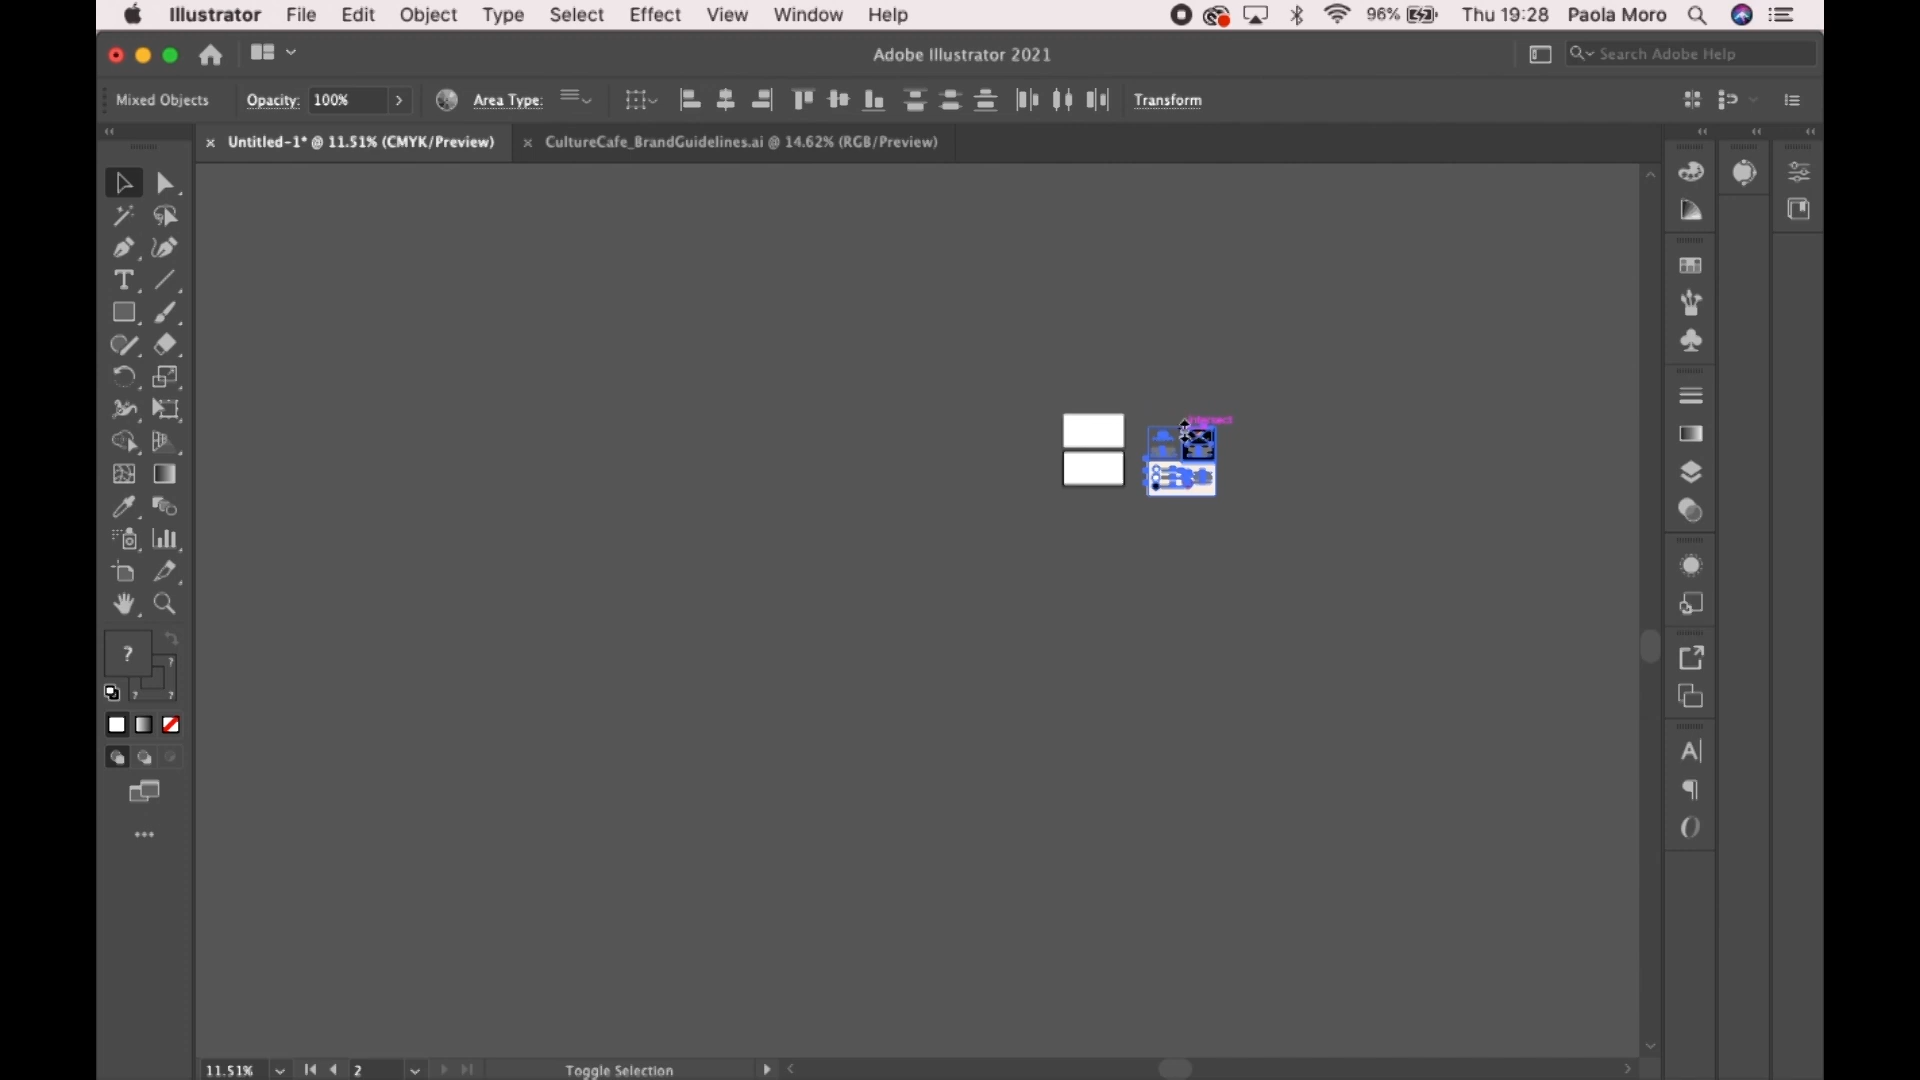 Illustrator File Edit Object Type Select Effect View Window Help 96% Thu 19:28 Paola Moro
Adobe Illustrator 2021 Search Adobe Help
Mixed Objects Opacity: 100% Area Type: Transform
× Untitled-1* @ 11.51% (CMYK/Preview) × CultureCafe_BrandGuidelines.ai @ 14.62% (RGB/Preview)
intersect
?
?
? ?
11.51% 2 Toggle Selection